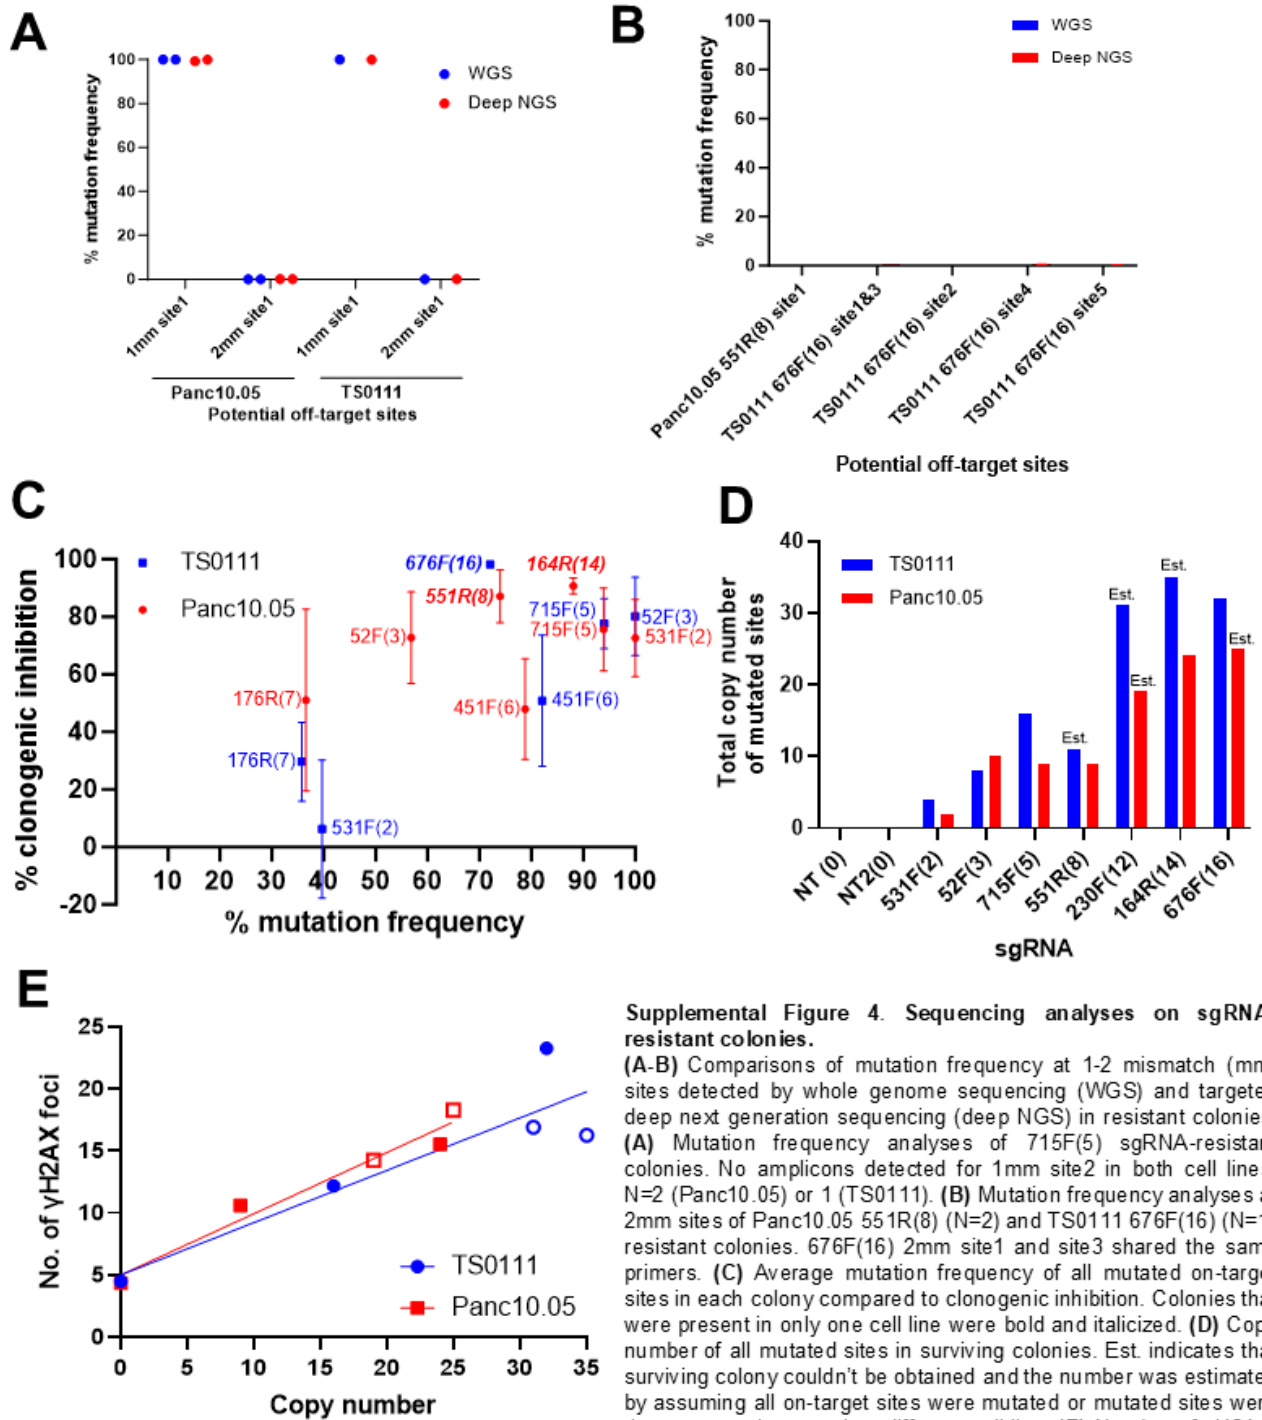 A
% mutation frequency
100
80
60
40
20
0
WGS
Deep NGS
1mm site1
2mm site1
1mm site1
2mm site1
Panc10.05
TS0111
Potential off-target sites
B
% mutation frequency
100
80
60
40
20
0
WGS
Deep NGS
Panc10.05 551R(8) site1
TS0111 676F(16) site1&3
TS0111 676F(16) site2
TS0111 676F(16) site4
TS0111 676F(16) site5
Potential off-target sites
C
% clonogenic inhibition
100
80
60
40
20
0
-20
TS0111
Panc10.05
676F(16)
164R(14)
551R(8)
715F(5)
52F(3)
52F(3)
715F(5)
531F(2)
176R(7)
451F(6)
451F(6)
176R(7)
531F(2)
10 20 30 40 50 60 70 80 90 100
% mutation frequency
D
Total copy number
of mutated sites
40
30
20
10
0
TS0111
Panc10.05
Est.
Est.
Est.
Est.
Est.
NT (0)
NT2(0)
531F(2)
52F(3)
715F(5)
551R(8)
230F(12)
164R(14)
676F(16)
sgRNA
E
No. of γH2AX foci
25
20
15
10
5
0
TS0111
Panc10.05
0 5 10 15 20 25 30 35
Copy number
Supplemental Figure 4. Sequencing analyses on sgRNA
resistant colonies.
(A-B) Comparisons of mutation frequency at 1-2 mismatch (mm
sites detected by whole genome sequencing (WGS) and targete
deep next generation sequencing (deep NGS) in resistant colonie
(A) Mutation frequency analyses of 715F(5) sgRNA-resistan
colonies. No amplicons detected for 1mm site2 in both cell line
N=2 (Panc10.05) or 1 (TS0111). (B) Mutation frequency analyses a
2mm sites of Panc10.05 551R(8) (N=2) and TS0111 676F(16) (N=1
resistant colonies. 676F(16) 2mm site1 and site3 shared the sam
primers. (C) Average mutation frequency of all mutated on-targe
sites in each colony compared to clonogenic inhibition. Colonies tha
were present in only one cell line were bold and italicized. (D) Cop
number of all mutated sites in surviving colonies. Est. indicates tha
surviving colony couldn't be obtained and the number was estimate
by assuming all on-target sites were mutated or mutated sites wer